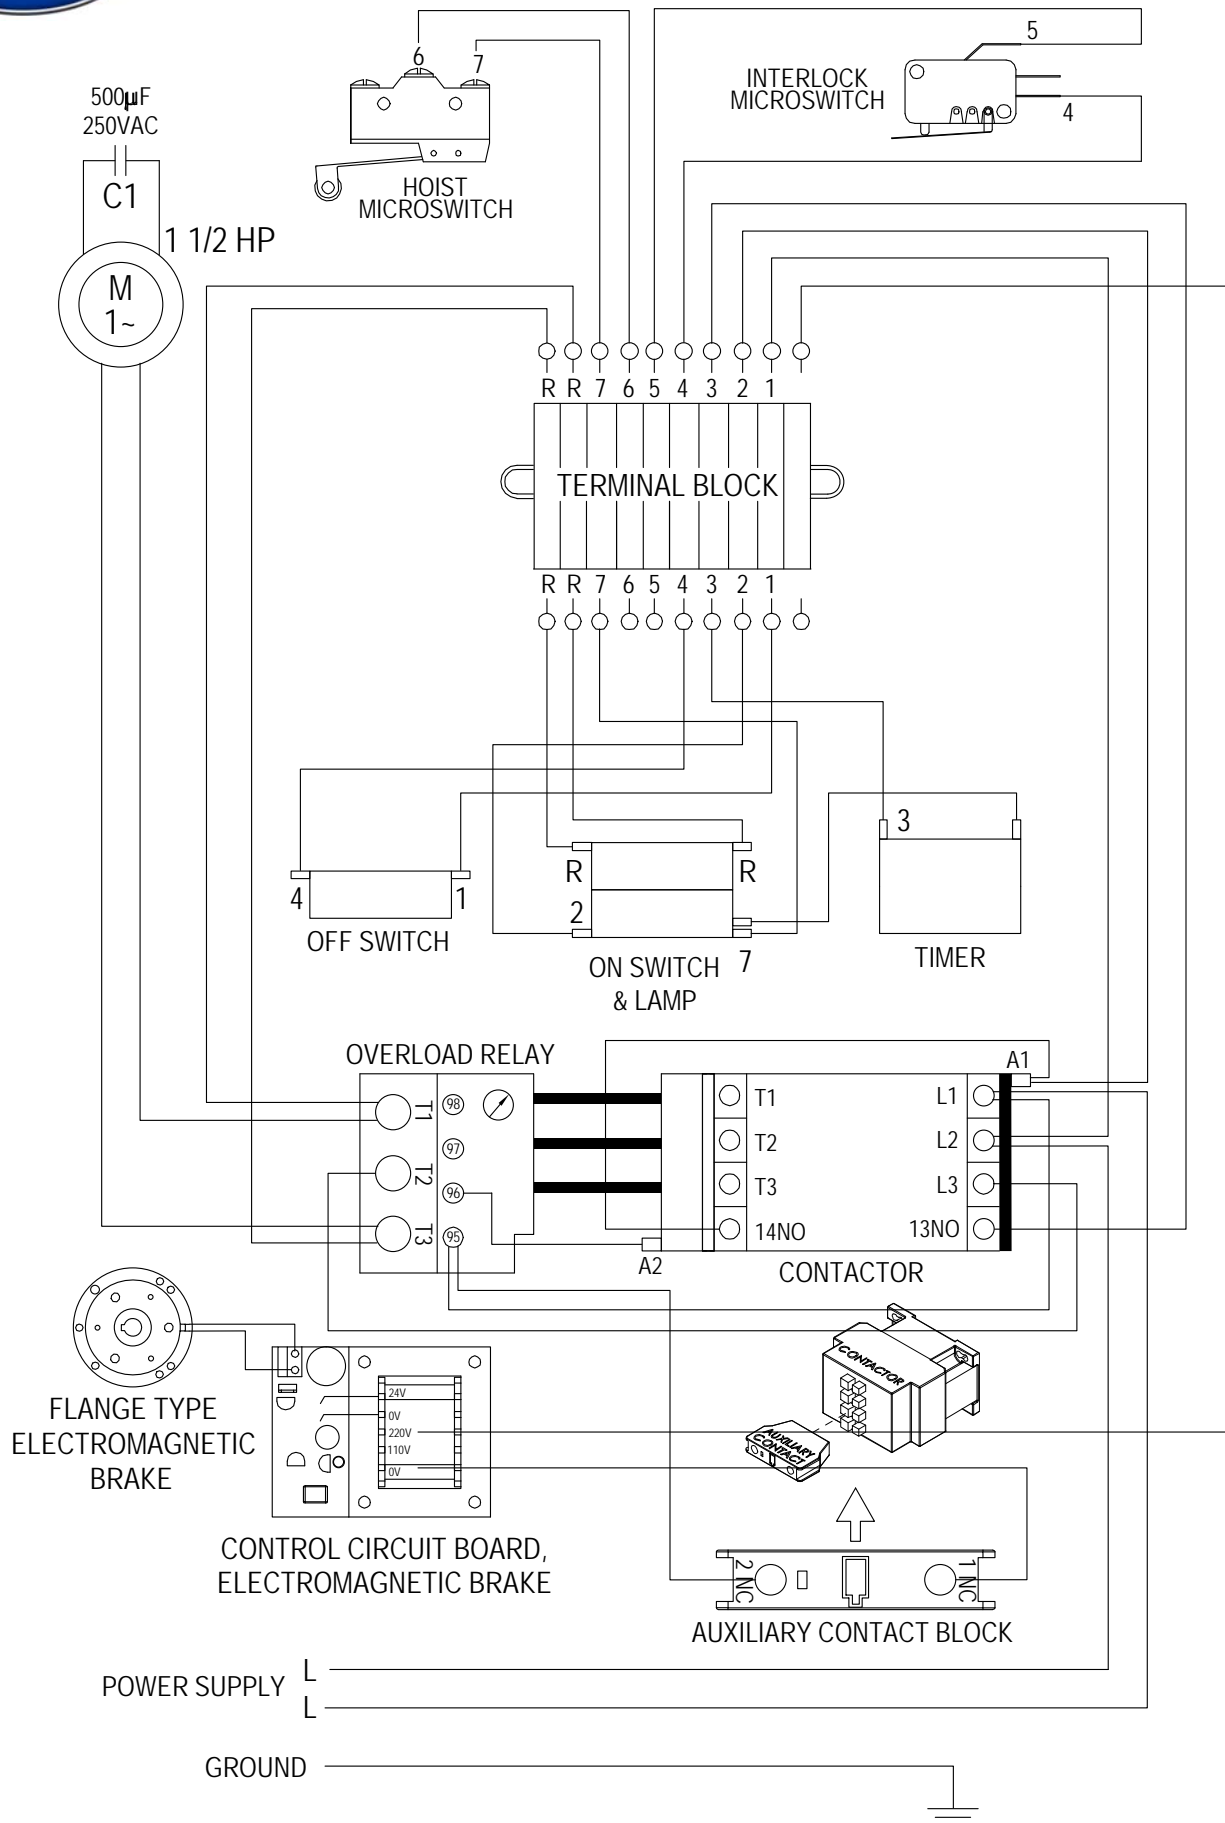 6
7
5
INTERLOCK
MICROSWITCH
4
500µF
250VAC
C1
HOIST
MICROSWITCH
1 1/2 HP
M
1~
R R 7 6 5 4 3 2 1
TERMINAL BLOCK
R R 7 6 5 4 3 2 1
3
R R
4 1
2
OFF SWITCH
7
ON SWITCH
& LAMP
TIMER
OVERLOAD RELAY
A1
T1 98 T1 L1
97 T2 L2
T2
96 T3 L3
T3 95 14NO 13NO
A2
CONTACTOR
CONTACTOR
AUXILIARY
CONTACT
24V
0V
220V
110V
0V
FLANGE TYPE
ELECTROMAGNETIC
BRAKE
CONTROL CIRCUIT BOARD,
ELECTROMAGNETIC BRAKE
2 NC 1 NC
AUXILIARY CONTACT BLOCK
POWER SUPPLY L
L
GROUND